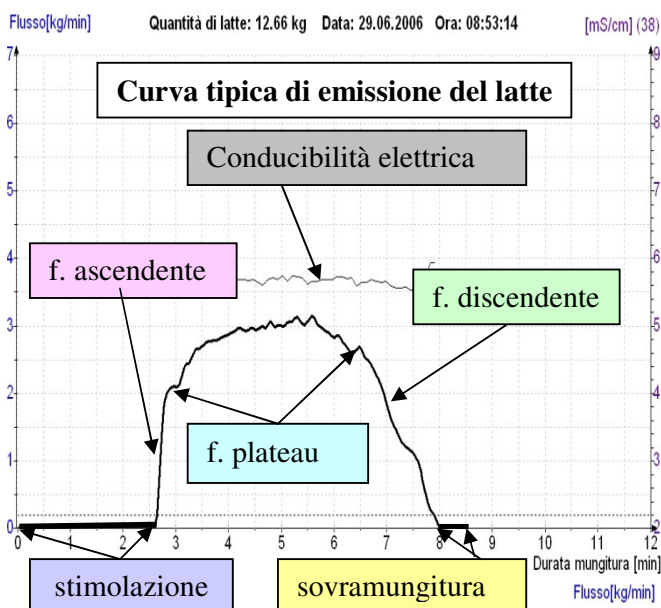 Flusso[kg/min] Quantità di latte: 12.66 kg Data: 29.06.2006 Ora: 08:53:14 [mS/cm] (38)
7 9
Curva tipica di emissione del latte
6 8
Conducibilità elettrica
5 7
4 6
f. ascendente
f. discendente
3 5
2 4
f. plateau
1 3
0 2
0 1 2 3 4 5 6 7 8 9 10 11 12
Durata mungitura [min]
stimolazione sovramungitura Flusso[kg/min]